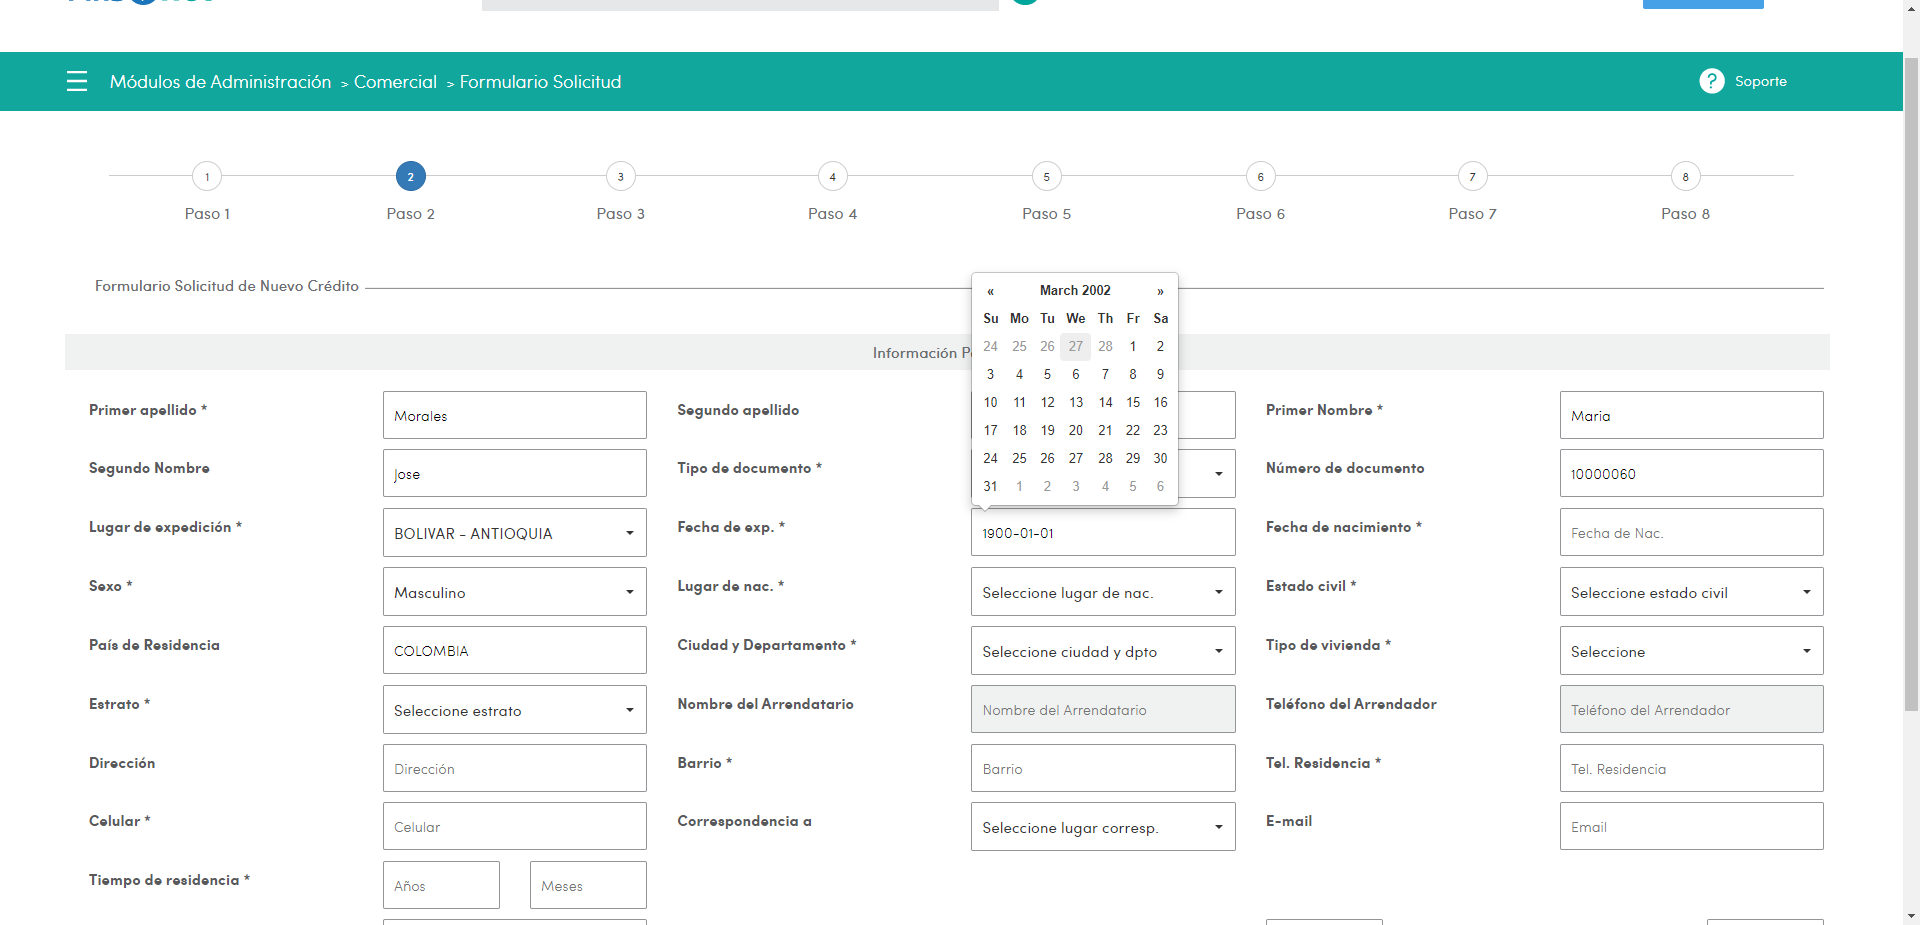 Módulos de Administración > Comercial > Formulario Solicitud
? Soporte
1 2 3 4 5 6 7 8
Paso 1 Paso 2 Paso 3 Paso 4 Paso 5 Paso 6 Paso 7 Paso 8
Formulario Solicitud de Nuevo Crédito
« March 2002 »
Su Mo Tu We Th Fr Sa
24 25 26 27 28 1 2
3 4 5 6 7 8 9
10 11 12 13 14 15 16
17 18 19 20 21 22 23
24 25 26 27 28 29 30
31 1 2 3 4 5 6
Información
Primer apellido * Morales Segundo apellido Primer Nombre * Maria
Segundo Nombre Jose Tipo de documento * Número de documento 10000060
Lugar de expedición * BOLIVAR - ANTIOQUIA Fecha de exp. * 1900-01-01 Fecha de nacimiento * Fecha de Nac.
Sexo * Masculino Lugar de nac. * Seleccione lugar de nac. Estado civil * Seleccione estado civil
País de Residencia COLOMBIA Ciudad y Departamento * Seleccione ciudad y dpto Tipo de vivienda * Seleccione
Estrato * Seleccione estrato Nombre del Arrendatario Nombre del Arrendatario Teléfono del Arrendador Teléfono del Arrendador
Dirección Dirección Barrio * Barrio Tel. Residencia * Tel. Residencia
Celular * Celular Correspondencia a Seleccione lugar corresp. E-mail Email
Tiempo de residencia * Años Meses